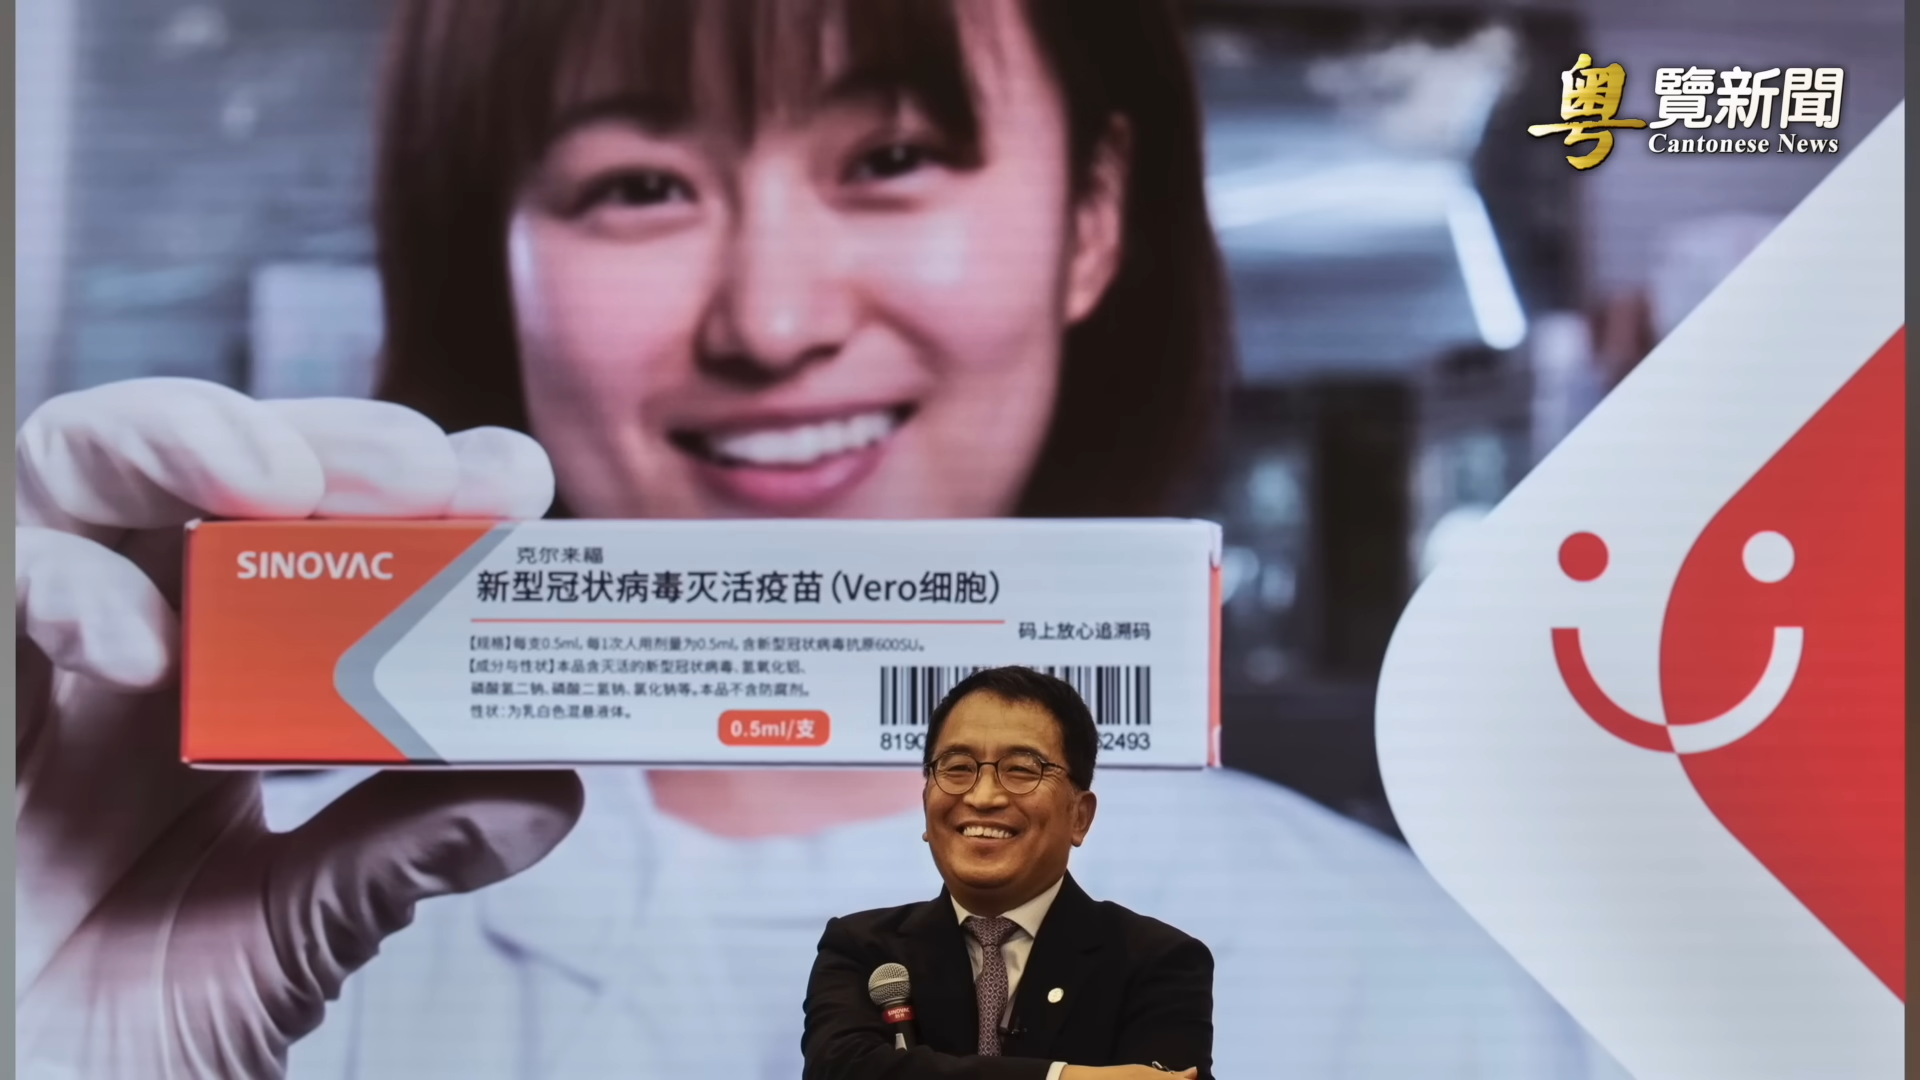 粤覽新聞
Cantonese News
SINOVAC
克尔来福
新型冠状病毒灭活疫苗(Vero细胞)
码上放心追溯码
【规格】每支0.5ml,每1次人用剂量为0.5ml,含新型冠状病毒抗原600SU。
【成分与性状】本品含灭活的新型冠状病毒、氢氧化铝、
磷酸氢二钠、磷酸二氢钠、氯化钠等。本品不含防腐剂。
性状:为乳白色混悬液体。
0.5ml/支
8190
62493
SINOVAC